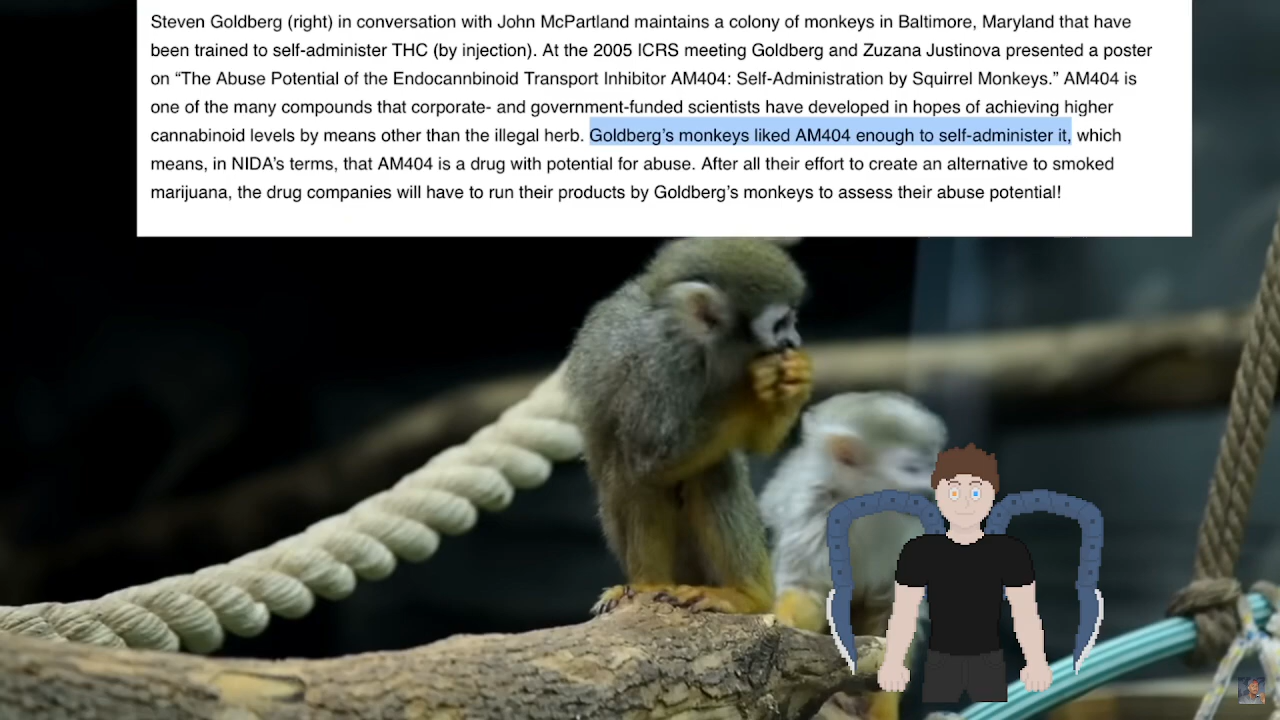 Steven Goldberg (right) in conversation with John McPartland maintains a colony of monkeys in Baltimore, Maryland that have
been trained to self-administer THC (by injection). At the 2005 ICRS meeting Goldberg and Zuzana Justinova presented a poster
on “The Abuse Potential of the Endocannbinoid Transport Inhibitor AM404: Self-Administration by Squirrel Monkeys.” AM404 is
one of the many compounds that corporate- and government-funded scientists have developed in hopes of achieving higher
cannabinoid levels by means other than the illegal herb. Goldberg’s monkeys liked AM404 enough to self-administer it, which
means, in NIDA’s terms, that AM404 is a drug with potential for abuse. After all their effort to create an alternative to smoked
marijuana, the drug companies will have to run their products by Goldberg’s monkeys to assess their abuse potential!